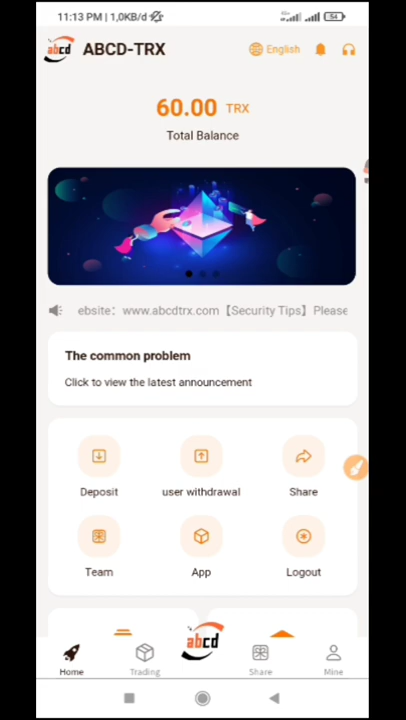 11:13 PM | 1,0KB/d
54
abcd ABCD-TRX English
60.00 TRX
Total Balance
ebsite： www.abcdtrx.com【Security Tips】Please
The common problem
Click to view the latest announcement
Deposit user withdrawal Share
Team App Logout
abcd
Home Trading Share Mine